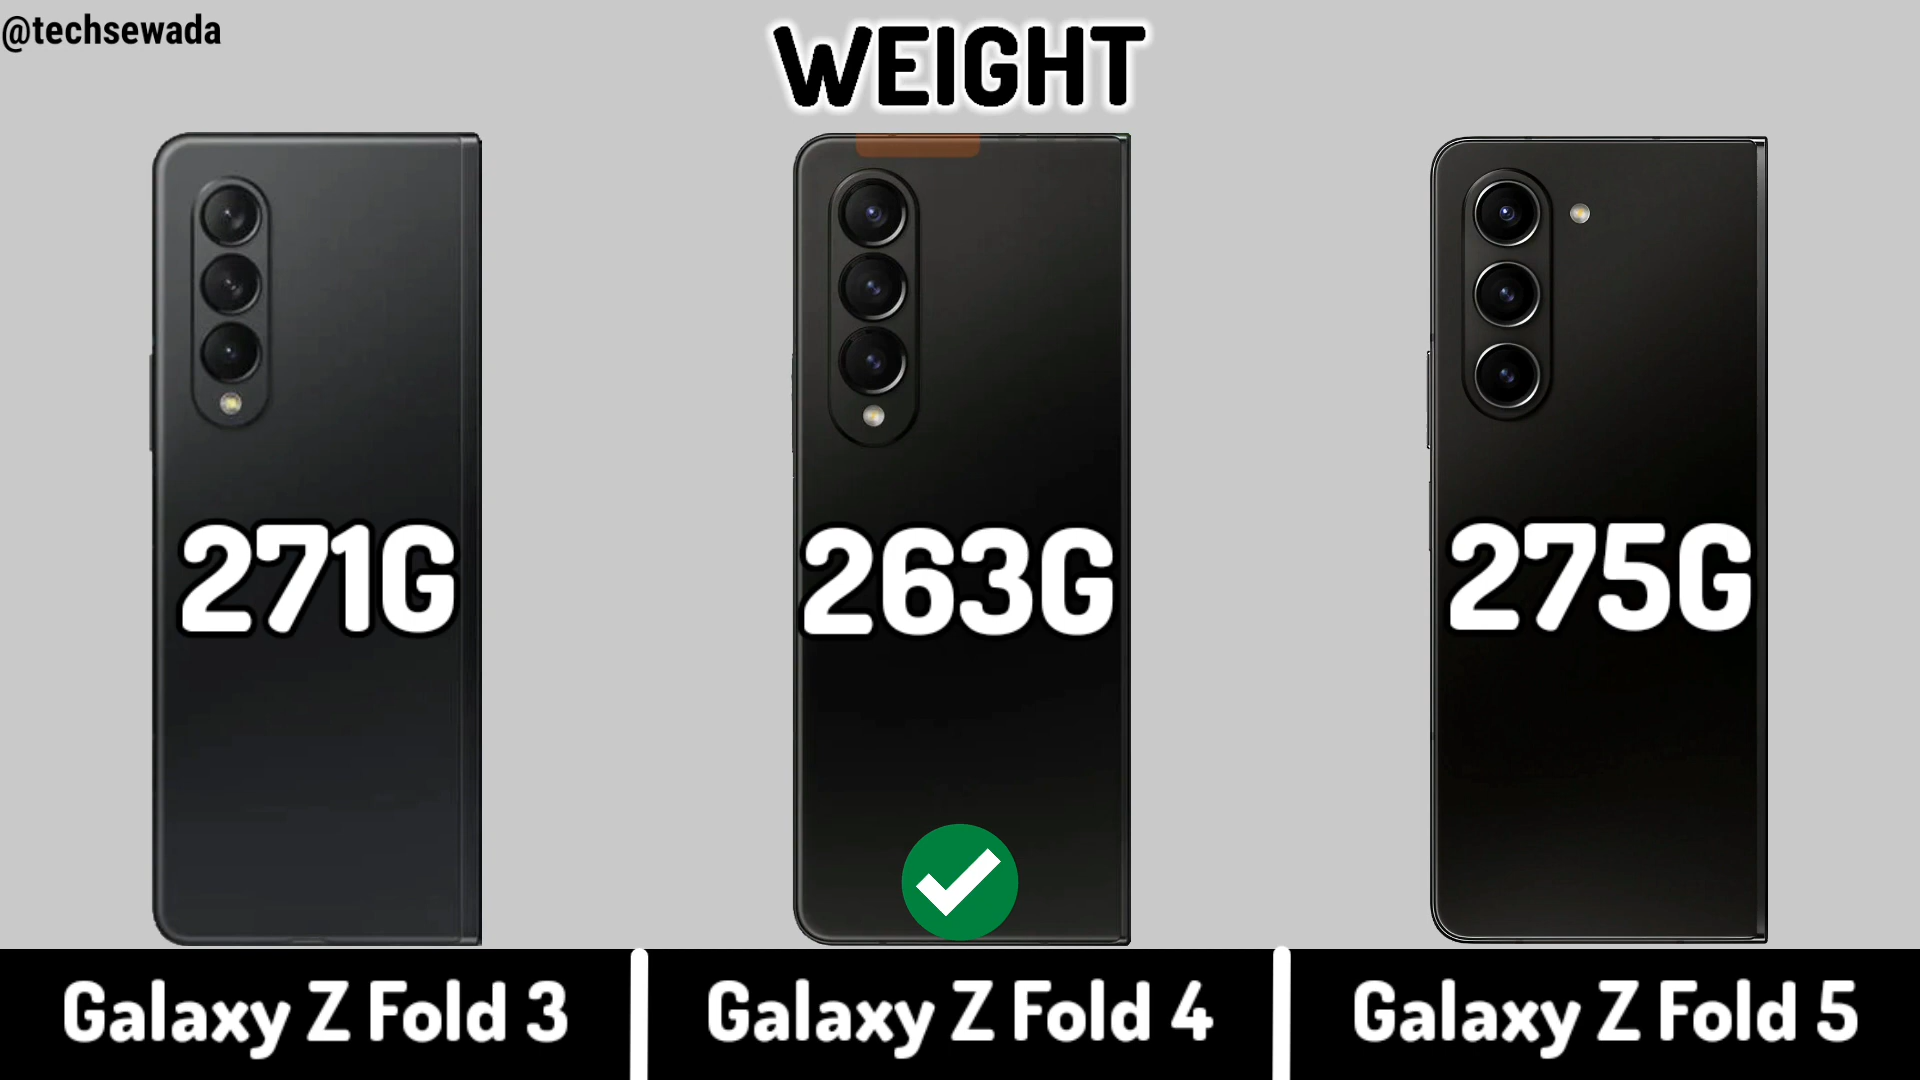 @techsewada
WEIGHT
271G
263G
275G
Galaxy Z Fold 3
Galaxy Z Fold 4
Galaxy Z Fold 5